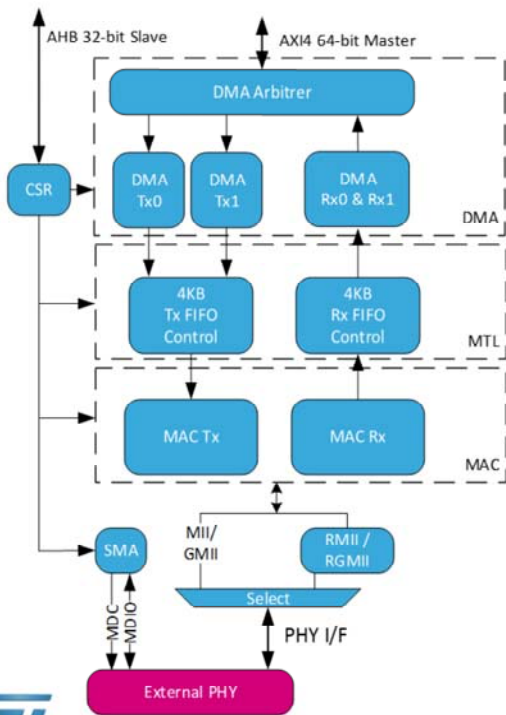 AHB 32-bit Slave
AXI4 64-bit Master
DMA Arbitrer
CSR
DMA
Tx0
DMA
Tx1
DMA
Rx0 & Rx1
DMA
4KB
Tx FIFO
Control
4KB
Rx FIFO
Control
MTL
MAC Tx
MAC Rx
MAC
SMA
MII/
GMII
RMII /
RGMII
Select
MDC
MDIO
PHY I/F
External PHY